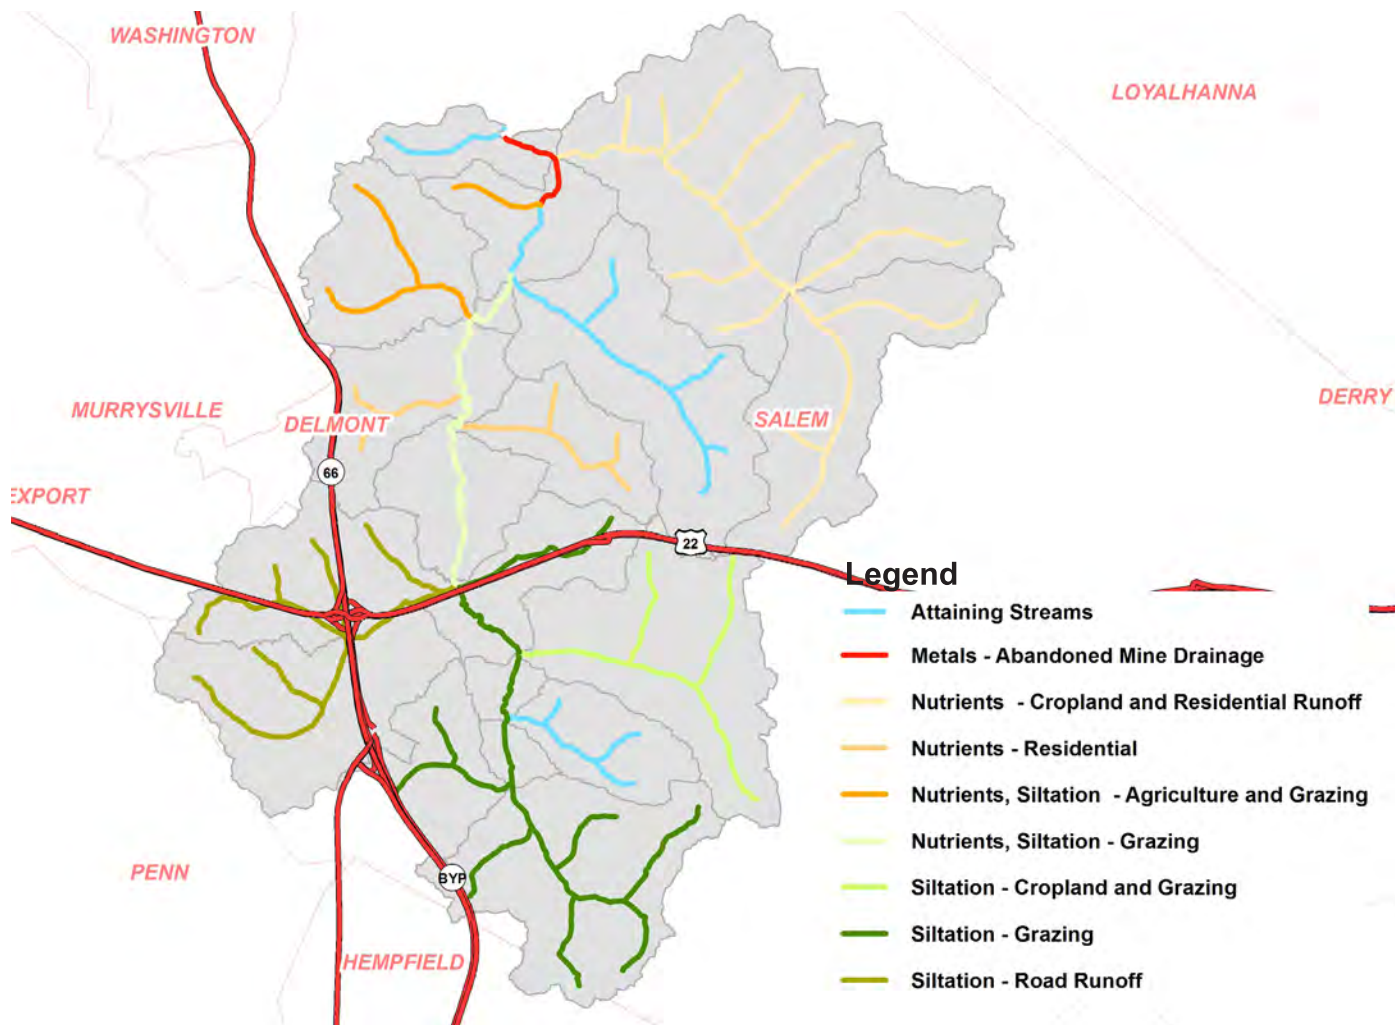 WASHINGTON
LOYALHANNA
DERRY
MURRYSVILLE
DELMONT
SALEM
66
EXPORT
22
Legend
Attaining Streams
Metals - Abandoned Mine Drainage
Nutrients - Cropland and Residential Runoff
Nutrients - Residential
Nutrients, Siltation - Agriculture and Grazing
Nutrients, Siltation - Grazing
Siltation - Cropland and Grazing
Siltation - Grazing
Siltation - Road Runoff
PENN
BYP
HEMPFIELD